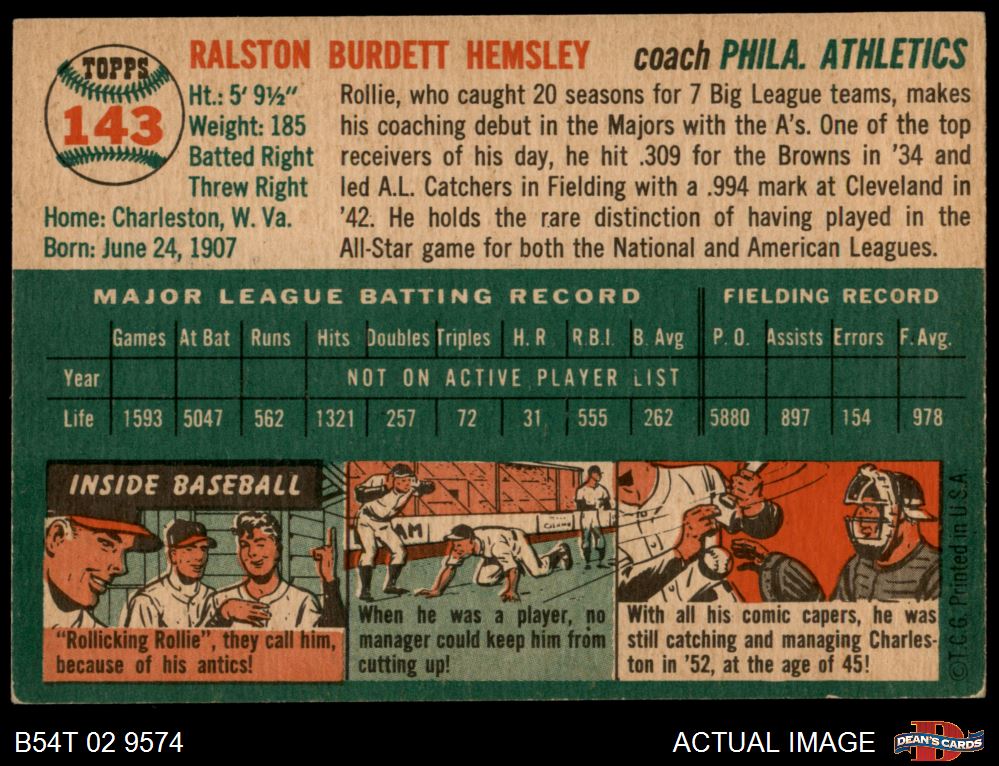 TOPPS
143
RALSTON BURDETT HEMSLEY coach PHILA. ATHLETICS
Ht.: 5' 9½"
Weight: 185
Batted Right
Threw Right
Home: Charleston, W. Va.
Born: June 24, 1907
Rollie, who caught 20 seasons for 7 Big League teams, makes
his coaching debut in the Majors with the A's. One of the top
receivers of his day, he hit .309 for the Browns in '34 and
led A.L. Catchers in Fielding with a .994 mark at Cleveland in
'42. He holds the rare distinction of having played in the
All-Star game for both the National and American Leagues.
MAJOR LEAGUE BATTING RECORD FIELDING RECORD
Games At Bat Runs Hits Doubles Triples H. R. R.B.I. B. Avg P. O. Assists Errors F. Avg.
Year NOT ON ACTIVE PLAYER LIST
Life 1593 5047 562 1321 257 72 31 555 262 5880 897 154 978
INSIDE BASEBALL
"Rollicking Rollie", they call him,
because of his antics!
AM
When he was a player, no
manager could keep him from
cutting up!
With all his comic capers, he was
still catching and managing Charles-
ton in '52, at the age of 45!
©T.C.G. Printed in U.S.A.
B54T 02 9574
ACTUAL IMAGE
DEAN'S CARDS